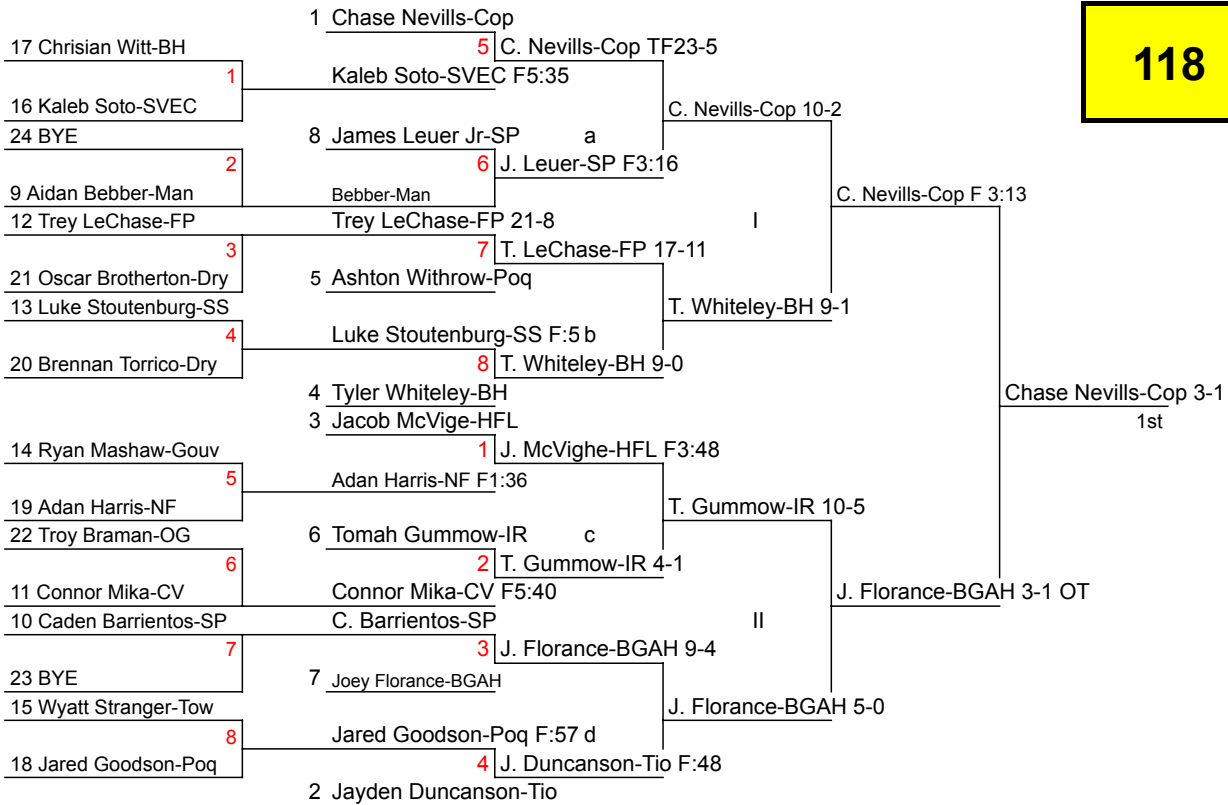 118
1 Chase Nevills-Cop
17 Chrisian Witt-BH
5 C. Nevills-Cop TF23-5
1 Kaleb Soto-SVEC F5:35
16 Kaleb Soto-SVEC
C. Nevills-Cop 10-2
24 BYE
8 James Leuer Jr-SP a
2
6 J. Leuer-SP F3:16
9 Aidan Bebber-Man
Bebber-Man
C. Nevills-Cop F 3:13
12 Trey LeChase-FP
Trey LeChase-FP 21-8
I
3
7 T. LeChase-FP 17-11
21 Oscar Brotherton-Dry
5 Ashton Withrow-Poq
13 Luke Stoutenburg-SS
T. Whiteley-BH 9-1
4
Luke Stoutenburg-SS F:5 b
20 Brennan Torrico-Dry
8 T. Whiteley-BH 9-0
4 Tyler Whiteley-BH
Chase Nevills-Cop 3-1
1st
3 Jacob McVige-HFL
14 Ryan Mashaw-Gouv
1 J. McVighe-HFL F3:48
5
Adan Harris-NF F1:36
19 Adan Harris-NF
T. Gummow-IR 10-5
22 Troy Braman-OG
6 Tomah Gummow-IR c
6
2 T. Gummow-IR 4-1
11 Connor Mika-CV
Connor Mika-CV F5:40
J. Florance-BGAH 3-1 OT
10 Caden Barrientos-SP
C. Barrientos-SP
II
7
3 J. Florance-BGAH 9-4
23 BYE
7 Joey Florance-BGAH
15 Wyatt Stranger-Tow
J. Florance-BGAH 5-0
8
Jared Goodson-Poq F:57 d
18 Jared Goodson-Poq
4 J. Duncanson-Tio F:48
2 Jayden Duncanson-Tio